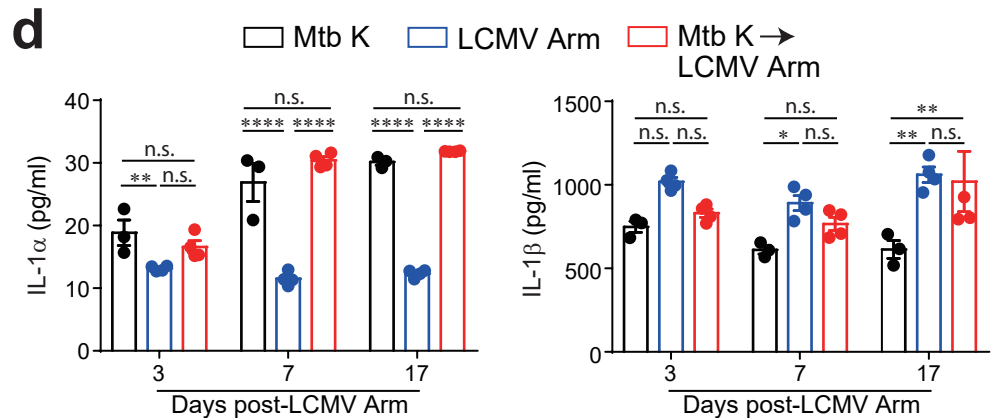 d
Mtb K
LCMV Arm
Mtb K →
LCMV Arm
IL-1α (pg/ml)
40
30
20
10
0
n.s.
** n.s.
n.s.
**** ****
n.s.
**** ****
3 7 17
Days post-LCMV Arm
IL-1β (pg/ml)
1500
1000
500
0
n.s.
n.s. n.s.
n.s.
* n.s.
**
** n.s.
3 7 17
Days post-LCMV Arm